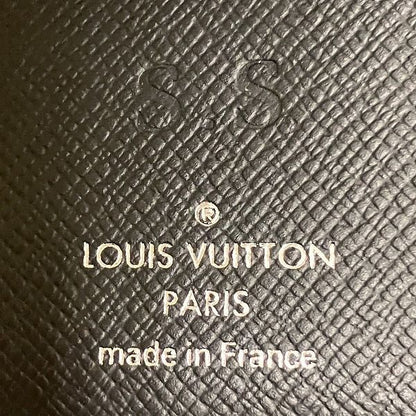 S.S
®
LOUIS VUITTON
PARIS
made in France